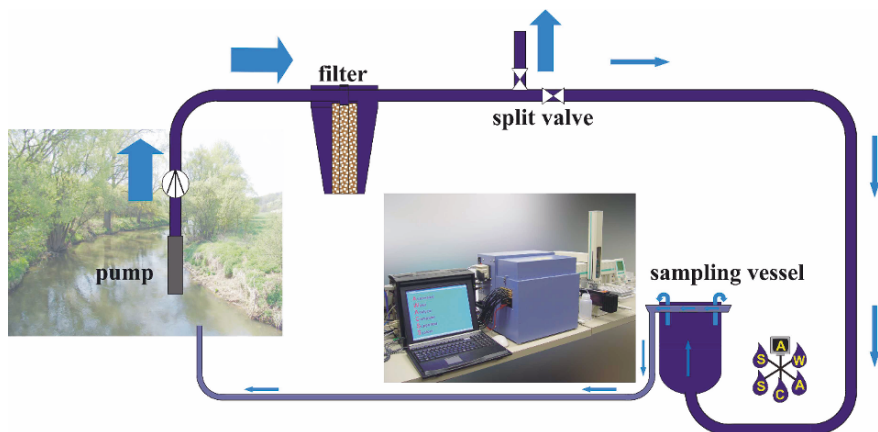 filter
split valve
pump
sampling vessel
A
S W
S C A